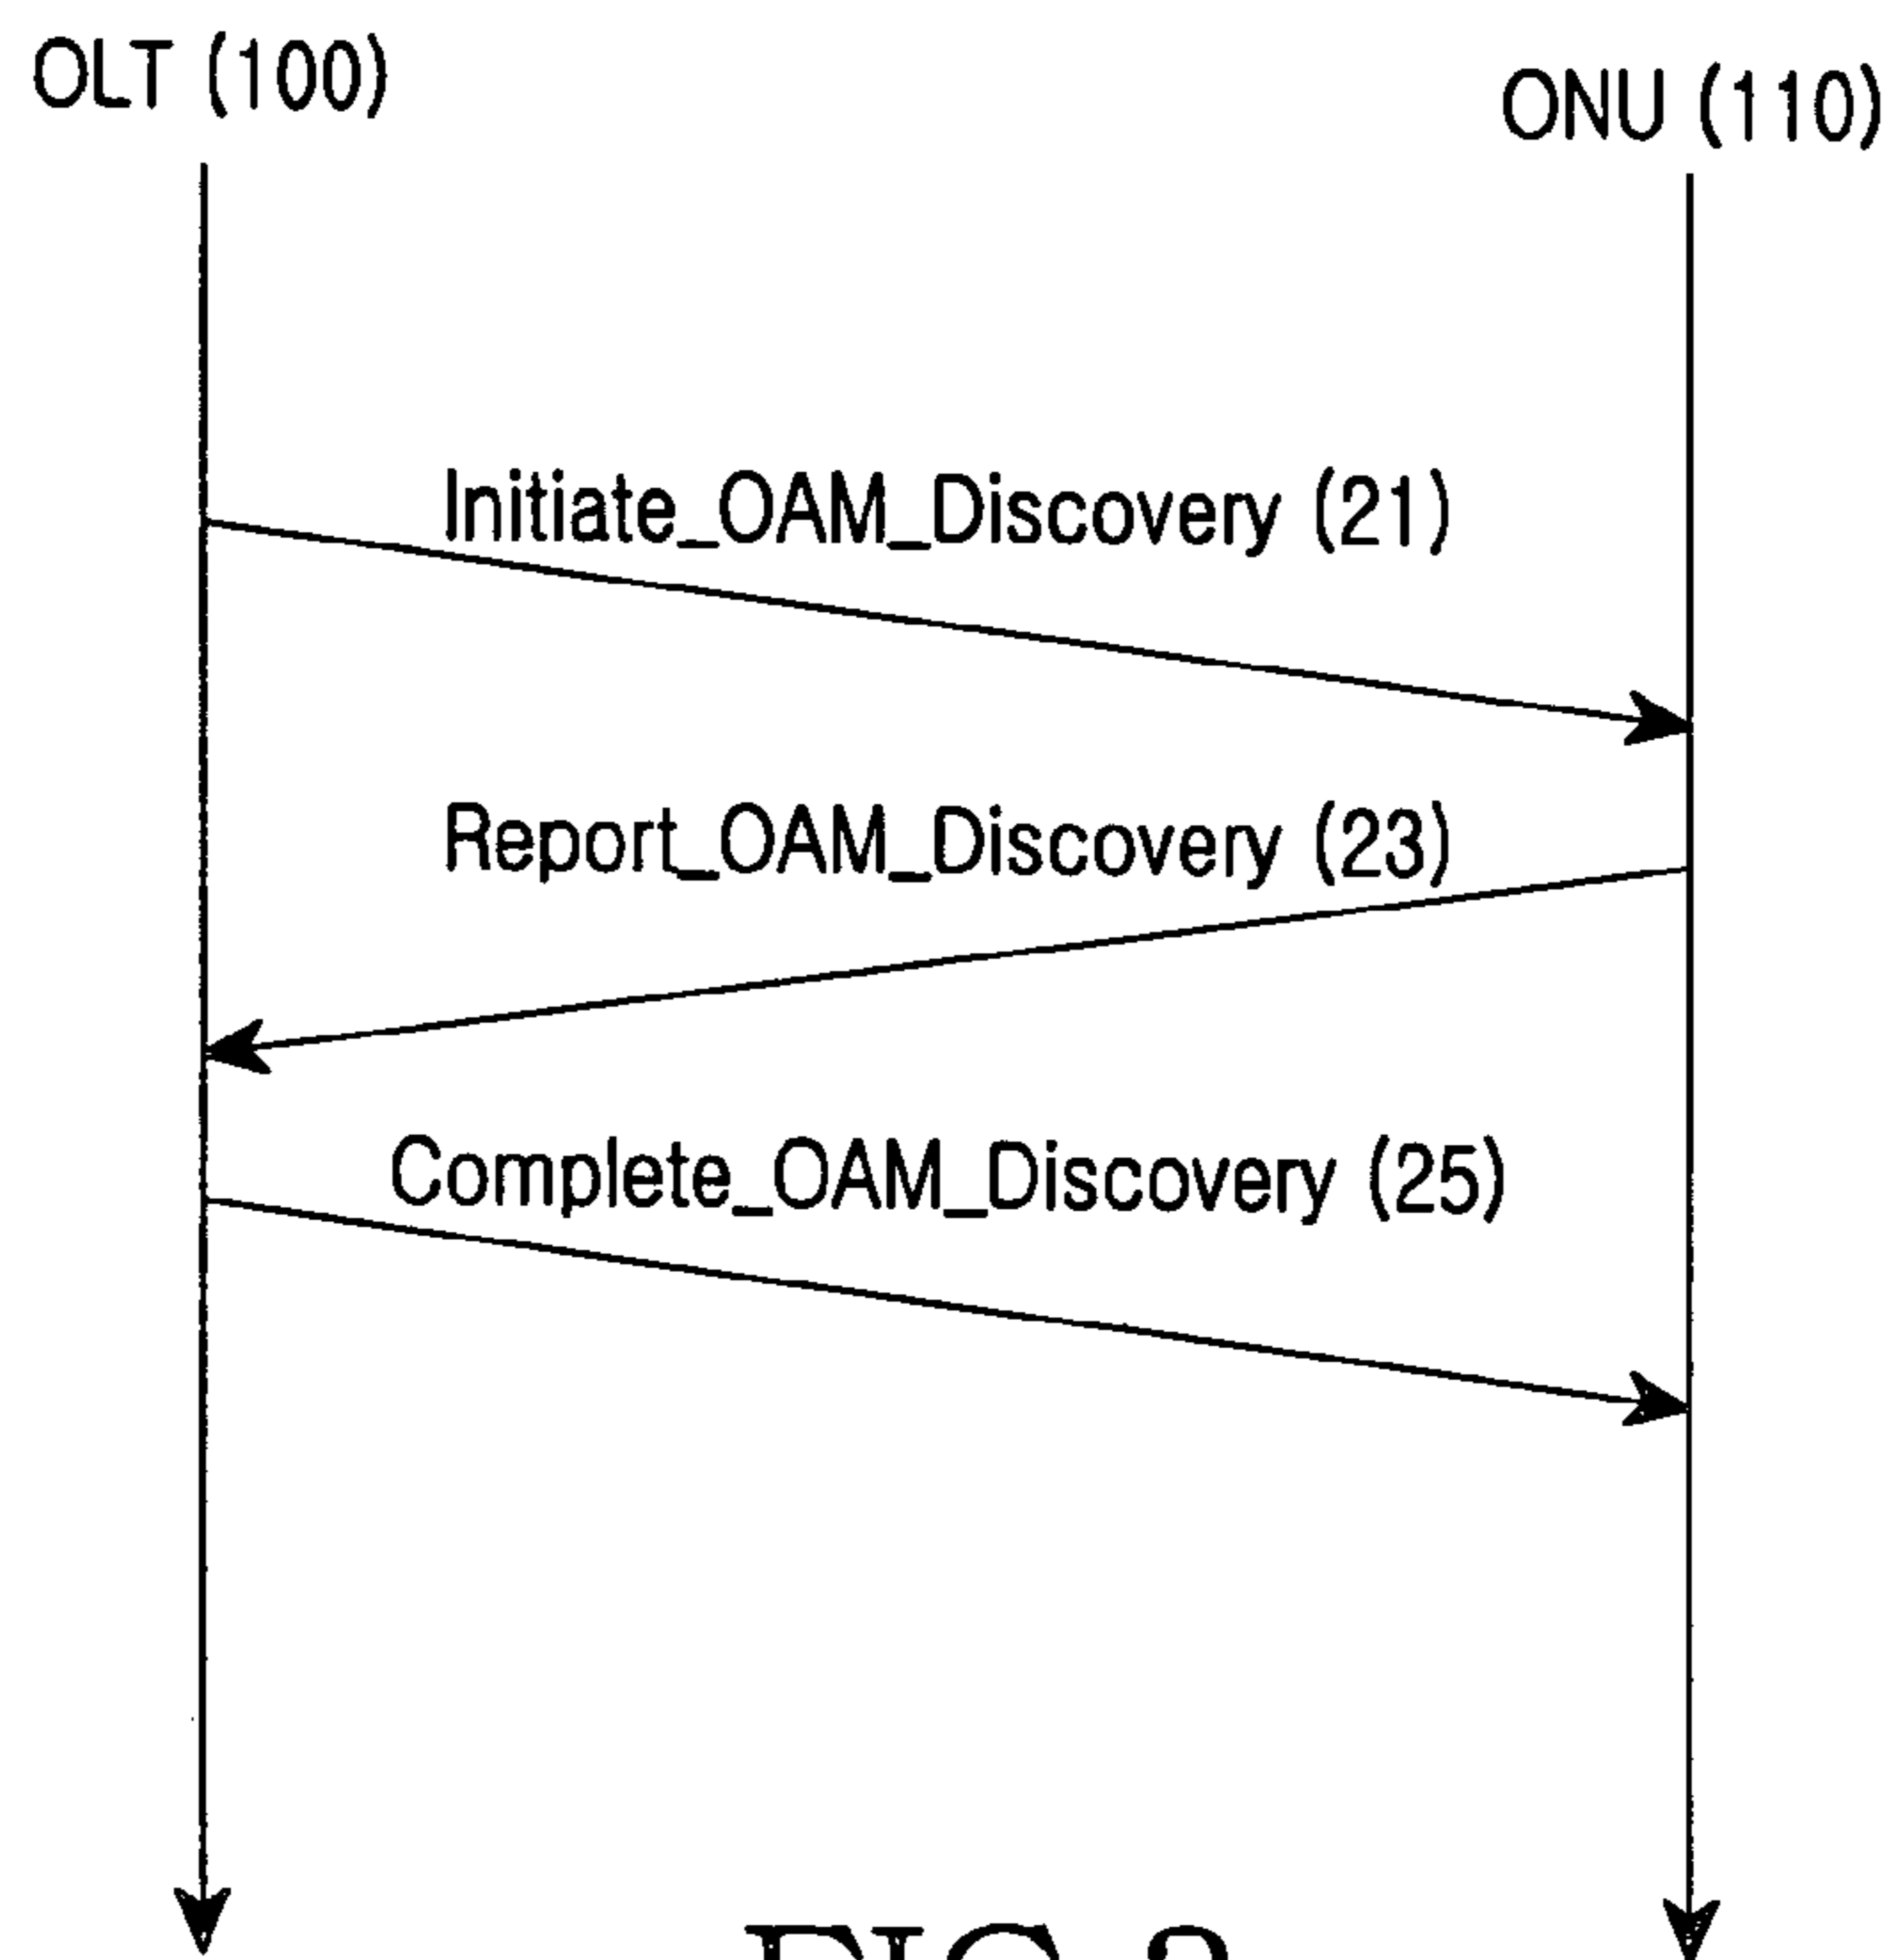 OLT (100)
ONU (110)
Initiate_OAM_Discovery (21)
Report_OAM_Discovery (23)
Complete_OAM_Discovery (25)